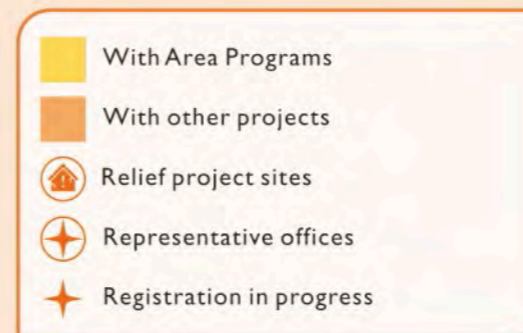 With Area Programs
With other projects
Relief project sites
Representative offices
Registration in progress